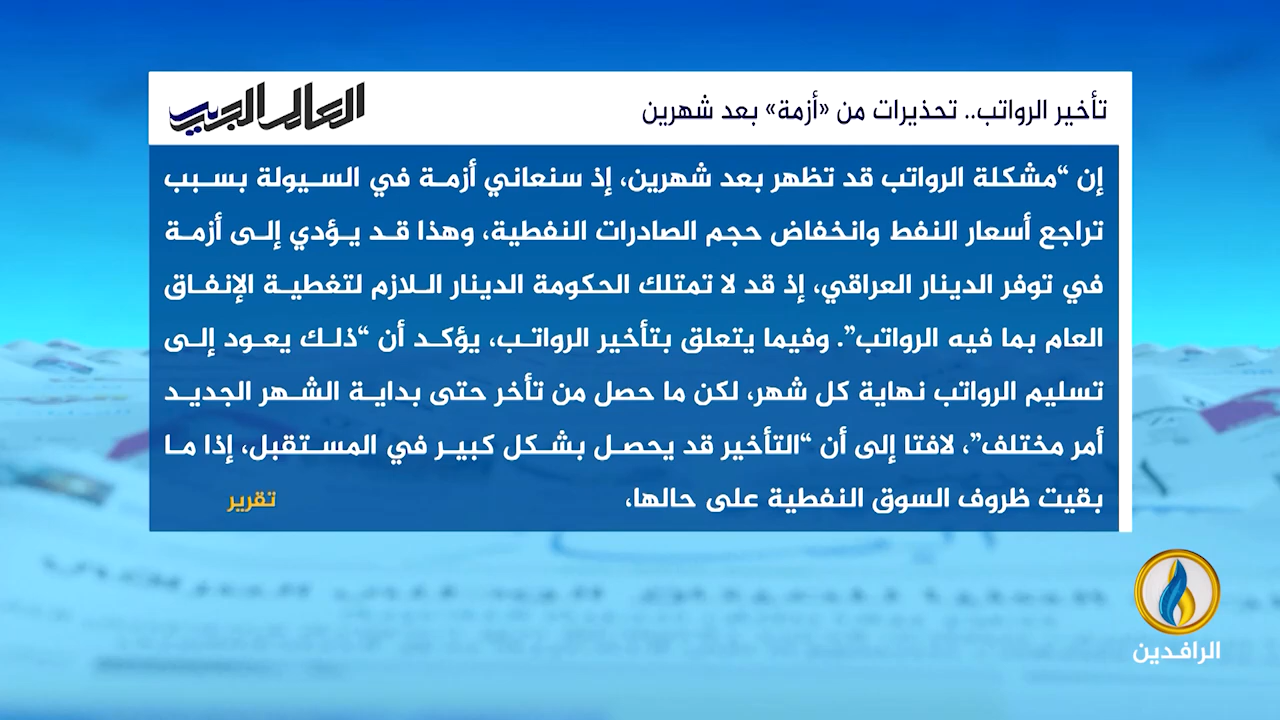 تأخير الرواتب.. تحذيرات من «أزمة» بعد شهرين
العالم الجديد
إن “مشكلة الرواتب قد تظهر بعد شهرين، إذ سنعاني أزمة في السيولة بسبب
تراجع أسعار النفط وانخفاض حجم الصادرات النفطية، وهذا قد يؤدي إلى أزمة
في توفر الدينار العراقي، إذ قد لا تمتلك الحكومة الدينار اللازم لتغطية الإنفاق
العام بما فيه الرواتب”. وفيما يتعلق بتأخير الرواتب، يؤكد أن “ذلك يعود إلى
تسليم الرواتب نهاية كل شهر، لكن ما حصل من تأخر حتى بداية الشهر الجديد
أمر مختلف”، لافتا إلى أن “التأخير قد يحصل بشكل كبير في المستقبل، إذا ما
بقيت ظروف السوق النفطية على حالها،
تقرير
الرافدين